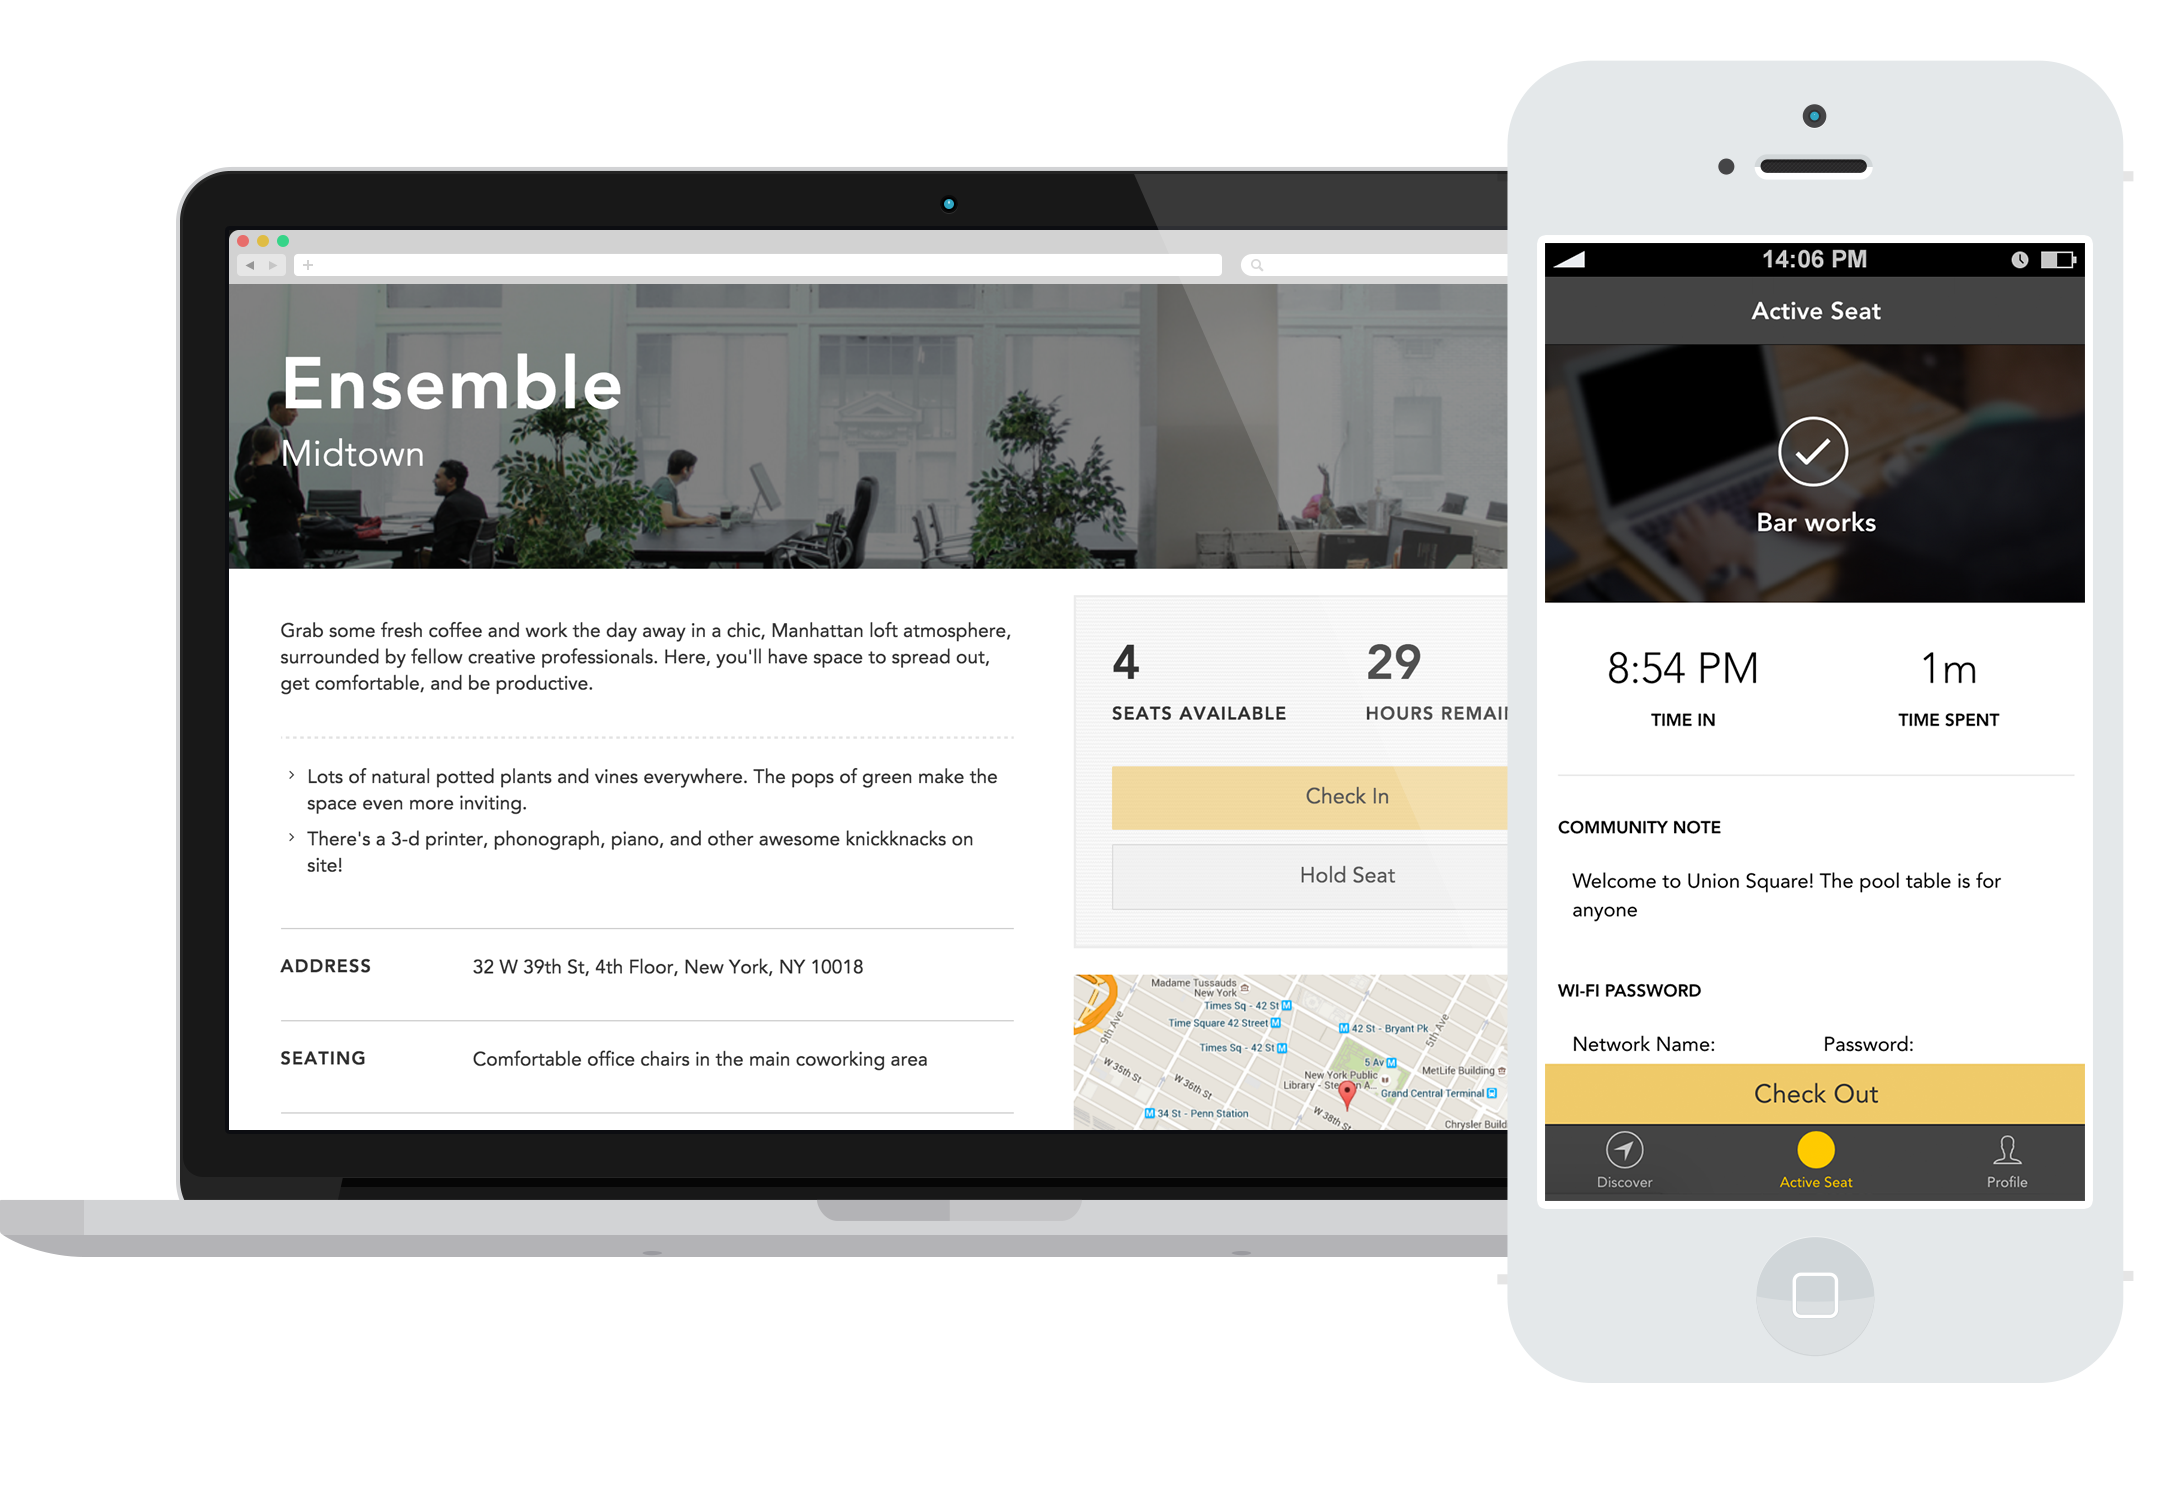 Ensemble
Midtown
Grab some fresh coffee and work the day away in a chic, Manhattan loft atmosphere,
surrounded by fellow creative professionals. Here, you'll have space to spread out,
get comfortable, and be productive.
Lots of natural potted plants and vines everywhere. The pops of green make the
space even more inviting.
There's a 3-d printer, phonograph, piano, and other awesome knickknacks on
site!
ADDRESS
32 W 39th St, 4th Floor, New York, NY 10018
SEATING
Comfortable office chairs in the main coworking area
4
SEATS AVAILABLE
29
HOURS REMAI
Check In
Hold Seat
Madame Tussauds
New York
Times Sq - 42 St M
Time Square 42 Street M
M 42 St - Bryant Pk
5th Ave
9th Ave
Times Sq - 42 St M
5 Av M
W 35th St
W 36th St
New York Public
Library - Ste n A...
MetLife Building
Grand Central Terminal
M 34 St - Penn Station
W 38th St
Chrysler Build
14:06 PM
Active Seat
Bar works
8:54 PM
TIME IN
1m
TIME SPENT
COMMUNITY NOTE
Welcome to Union Square! The pool table is for
anyone
WI-FI PASSWORD
Network Name:
Password:
Check Out
Discover
Active Seat
Profile